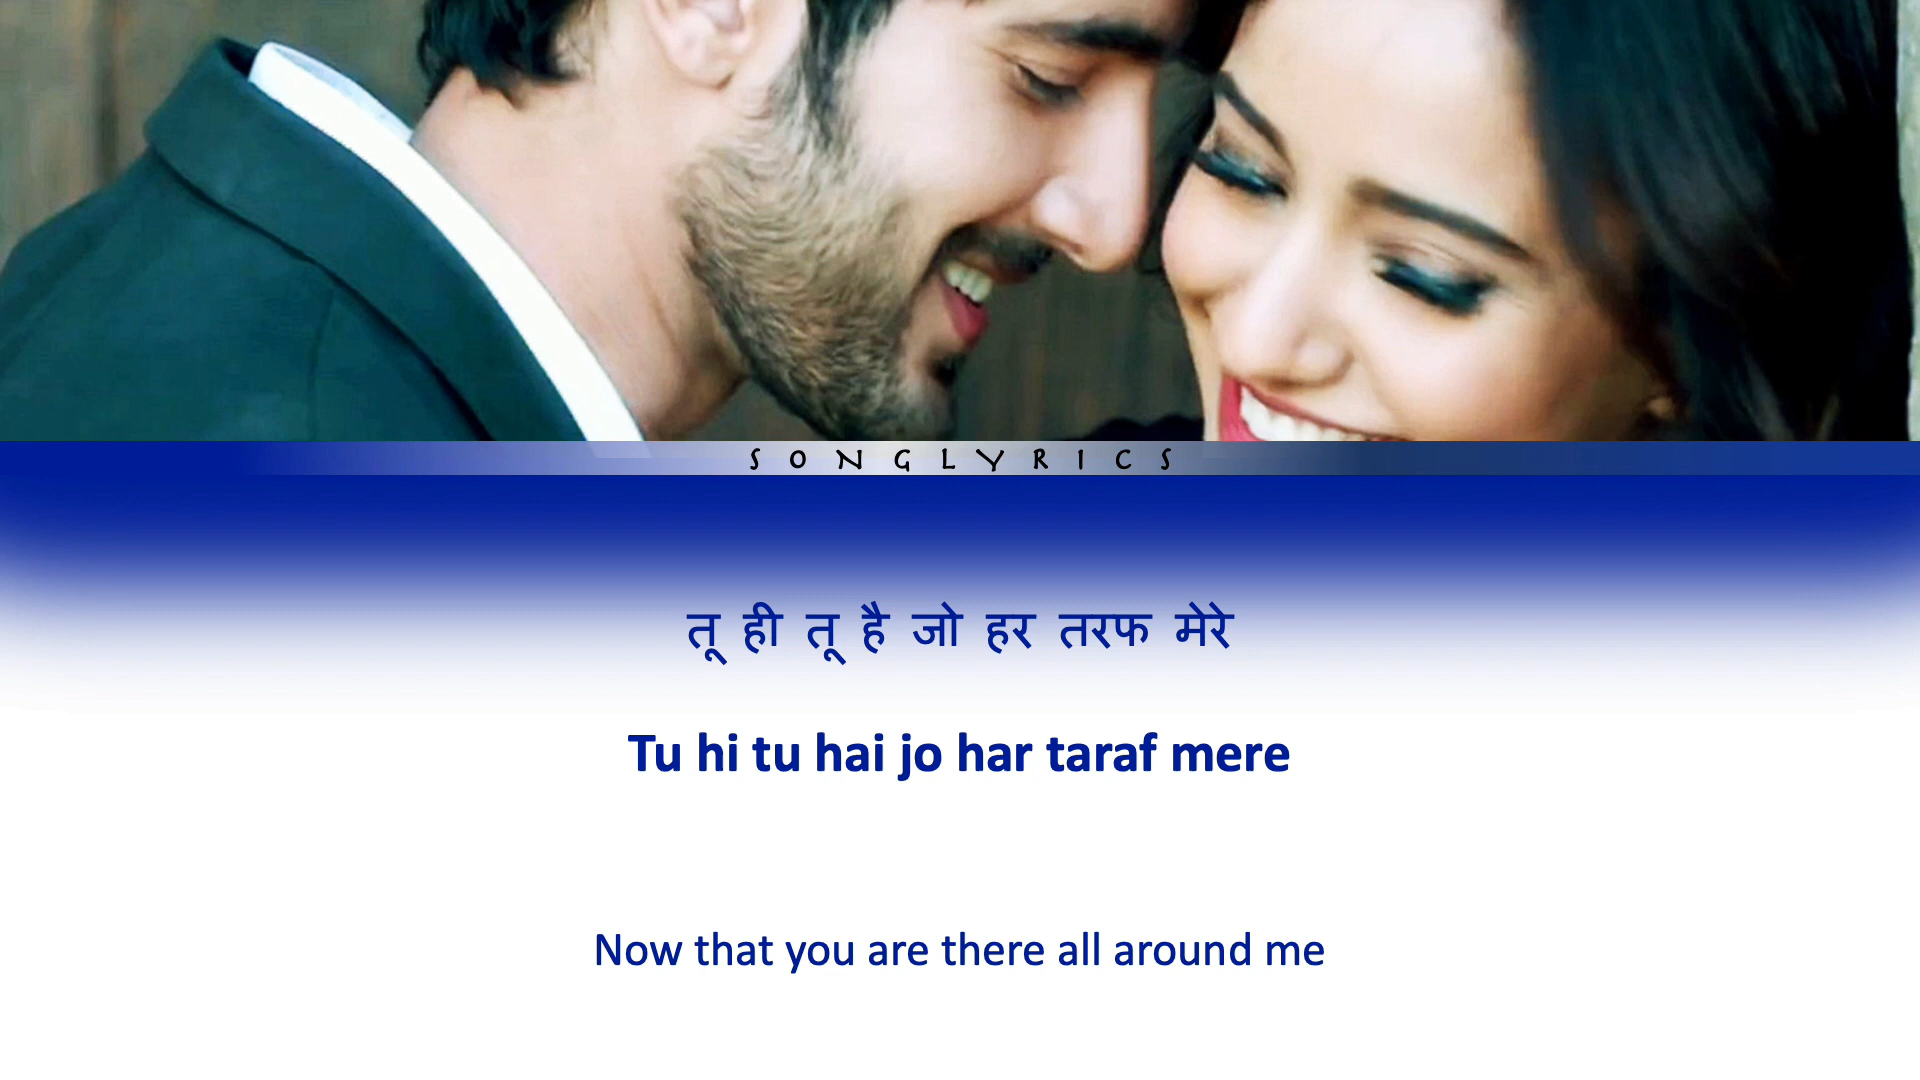 SONGLYRICS
तू ही तू है जो हर तरफ मेरे
Tu hi tu hai jo har taraf mere
Now that you are there all around me